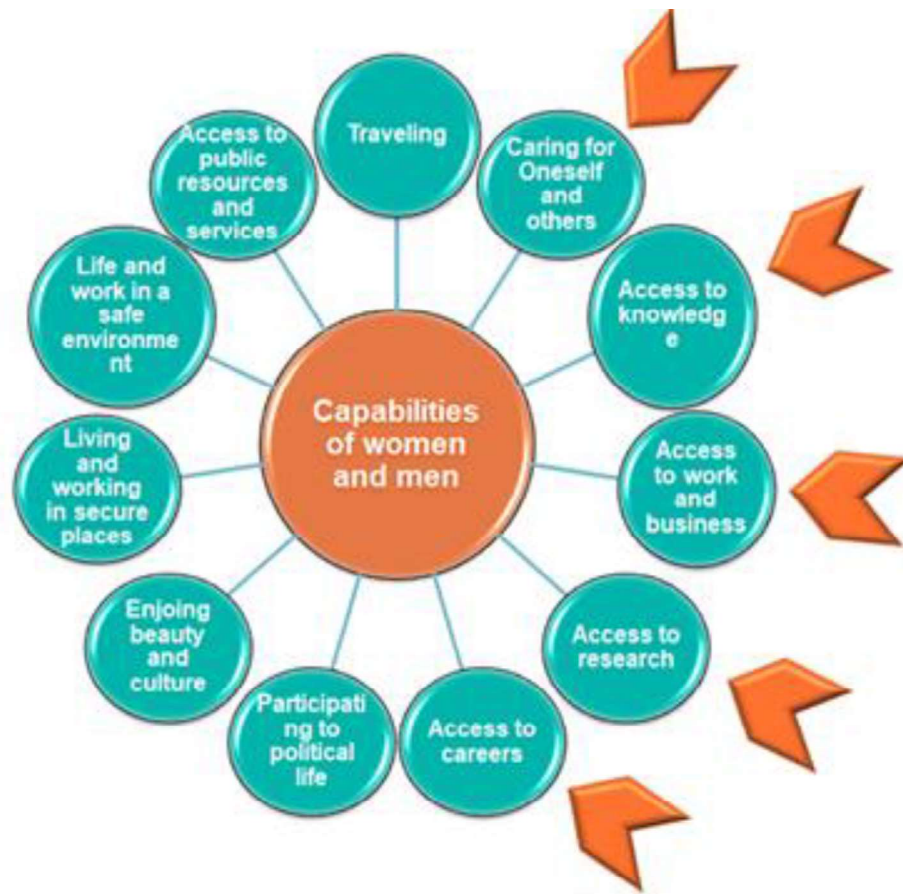 Traveling
Caring for
Oneself
and
others
Access to
knowledg
e
Access
to work
and
business
Access to
research
Access to
careers
Participati
ng to
political
life
Enjoing
beauty
and
culture
Living
and
working
in secure
places
Life and
work in a
safe
environme
nt
Access to
public
resources
and
services
Capabilities
of women
and men